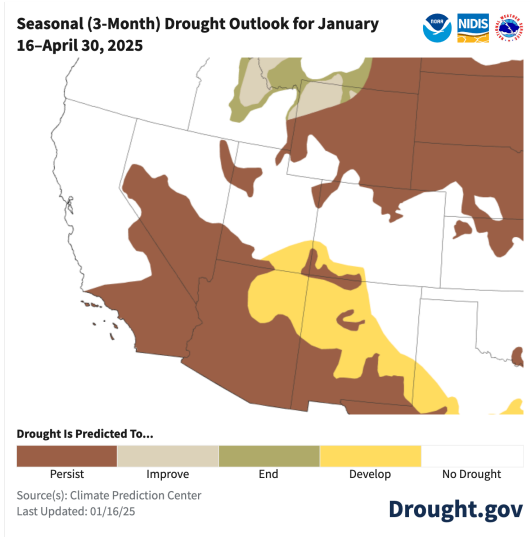 Seasonal (3-Month) Drought Outlook for January
16–April 30, 2025
NOAA
NIDIS
Drought Is Predicted To...
Persist
Improve
End
Develop
No Drought
Source(s): Climate Prediction Center
Last Updated: 01/16/25
Drought.gov